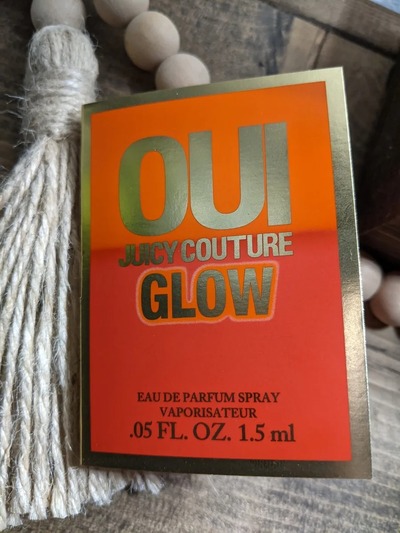 OUI
JUICY COUTURE
GLOW
EAU DE PARFUM SPRAY
VAPORISATEUR
.05 FL. OZ. 1.5 ml